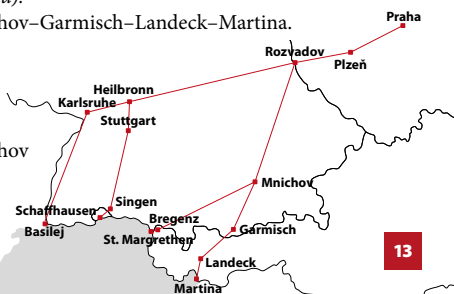 hov–Garmisch–Landeck–Martina.
Praha
Rozvadov
Plzeň
Heilbronn
Karlsruhe
Stuttgart
hov
Mnichov
Singen
Schaffhausen
Bregenz
Basilej
St. Margrethen
Garmisch
13
Landeck
Martina